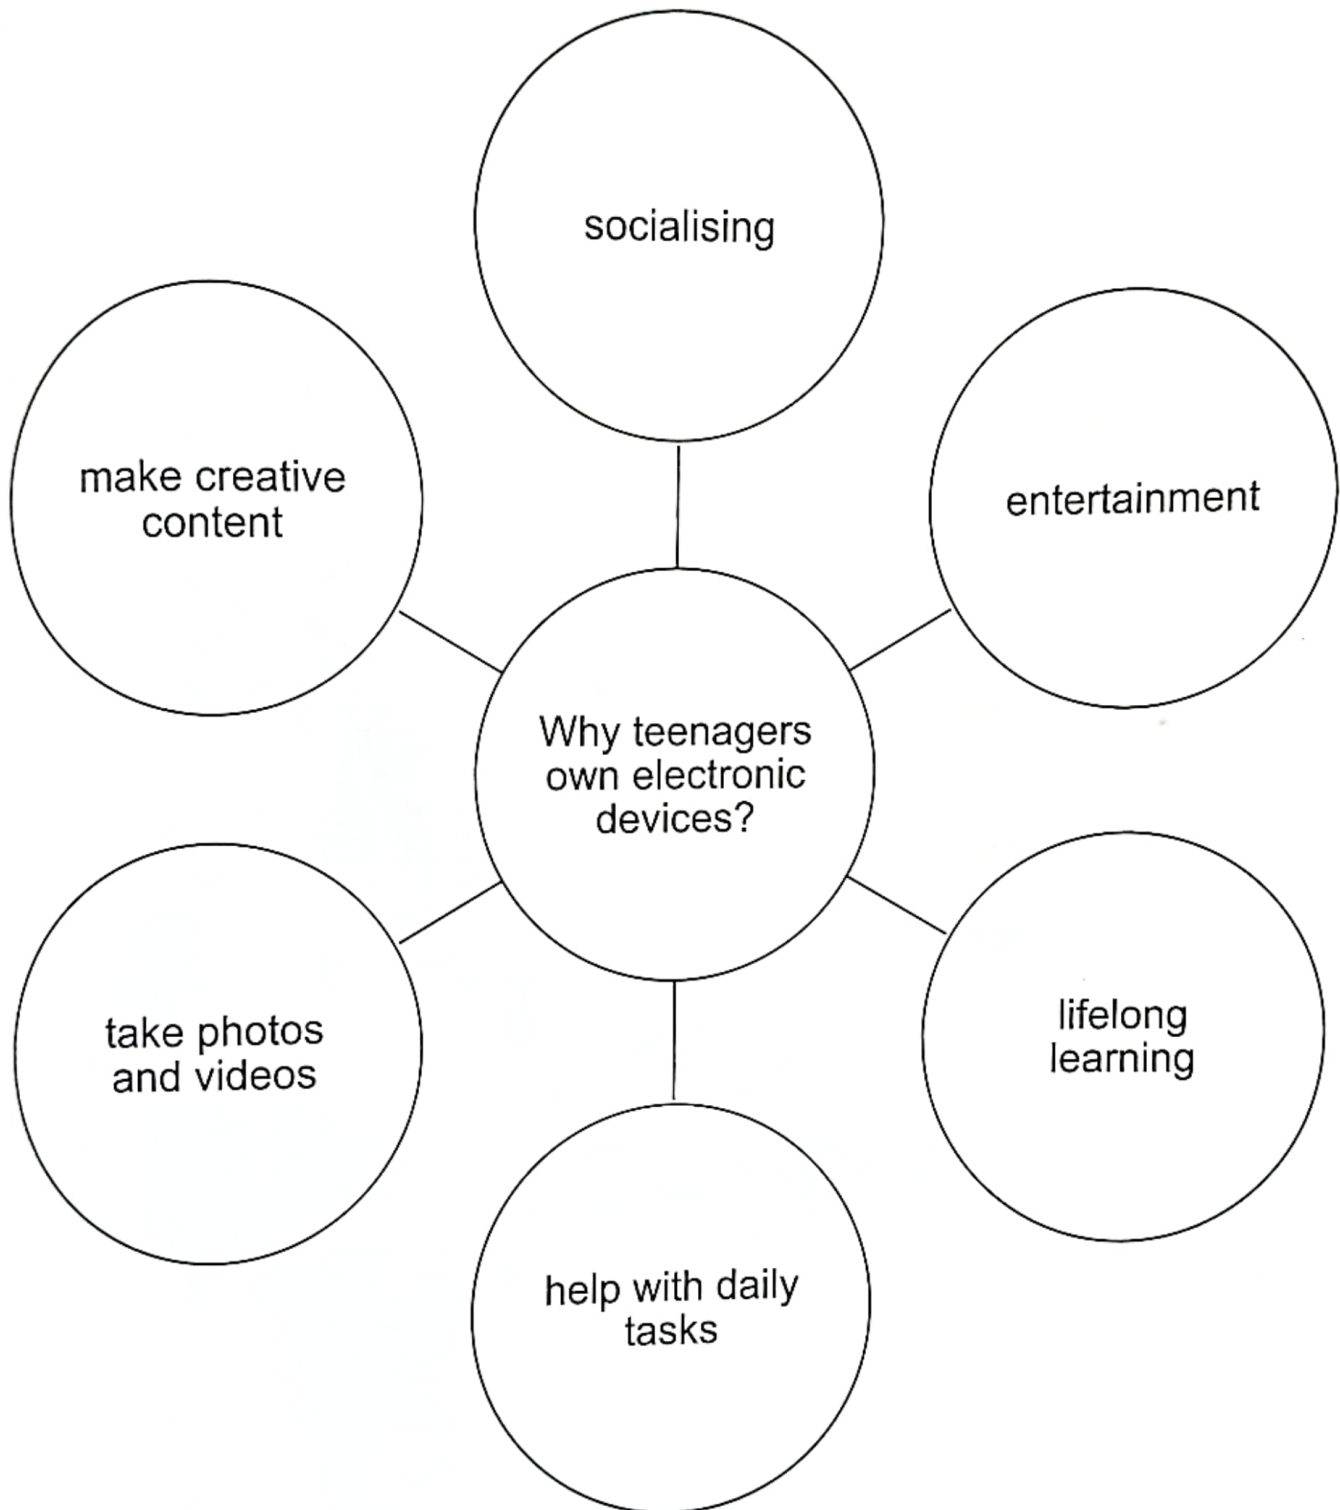 socialising
make creative
content
entertainment
Why teenagers
own electronic
devices?
take photos
and videos
lifelong
learning
help with daily
tasks